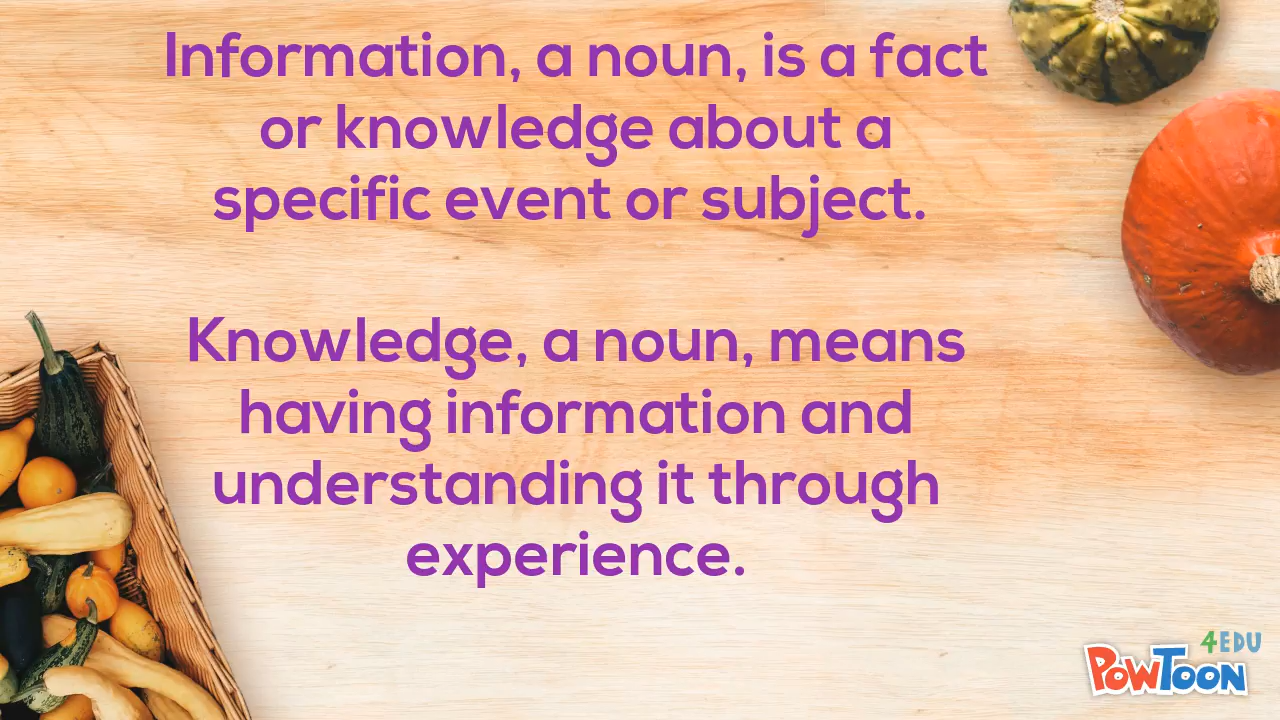 Information, a noun, is a fact
or knowledge about a
specific event or subject.
Knowledge, a noun, means
having information and
understanding it through
experience.
4EDU
POWTOON